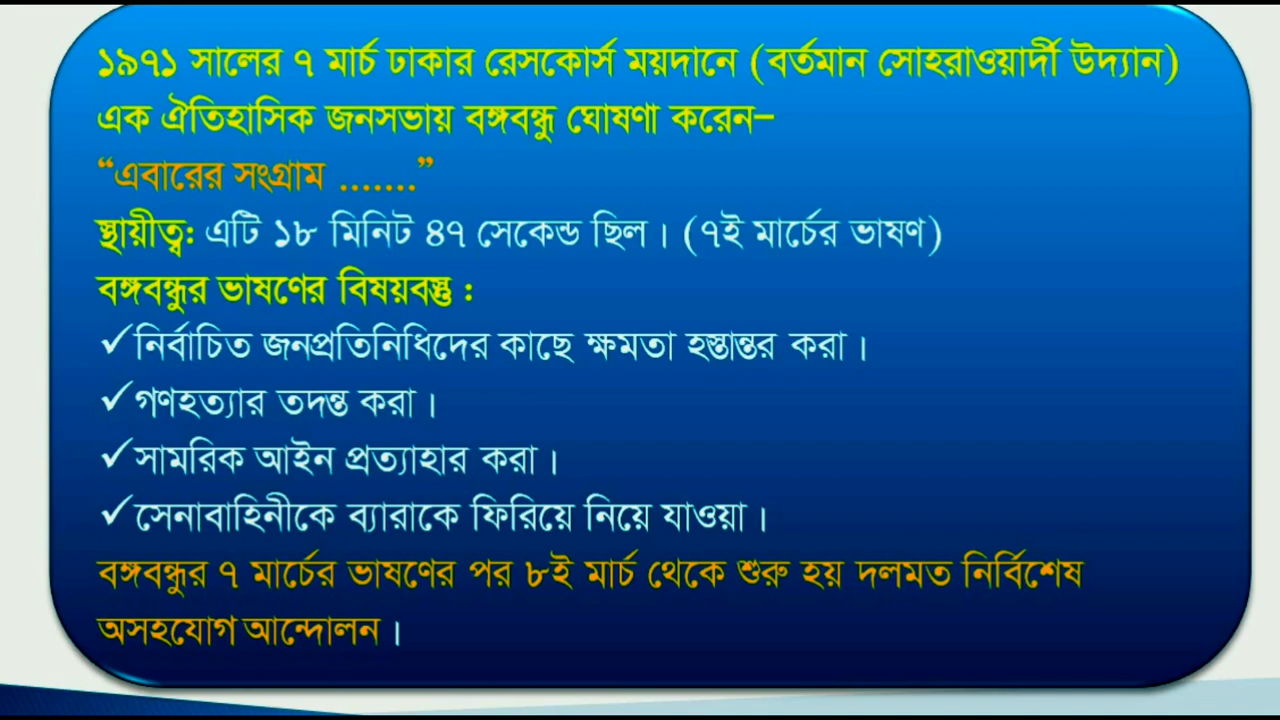 ১৯৭১ সালের ৭ মার্চ ঢাকার রেসকোর্স ময়দানে (বর্তমান সোহরাওয়ার্দী উদ্যান)
এক ঐতিহাসিক জনসভায় বঙ্গবন্ধু ঘোষণা করেন–
“এবারের সংগ্রাম .......”
স্থায়ীত্ব: এটি ১৮ মিনিট ৪৭ সেকেন্ড ছিল। (৭ই মার্চের ভাষণ)
বঙ্গবন্ধুর ভাষণের বিষয়বস্তু :
✓নির্বাচিত জনপ্রতিনিধিদের কাছে ক্ষমতা হস্তান্তর করা।
✓গণহত্যার তদন্ত করা।
✓সামরিক আইন প্রত্যাহার করা।
✓সেনাবাহিনীকে ব্যারাকে ফিরিয়ে নিয়ে যাওয়া।
বঙ্গবন্ধুর ৭ মার্চের ভাষণের পর ৮ই মার্চ থেকে শুরু হয় দলমত নির্বিশেষ
অসহযোগ আন্দোলন।